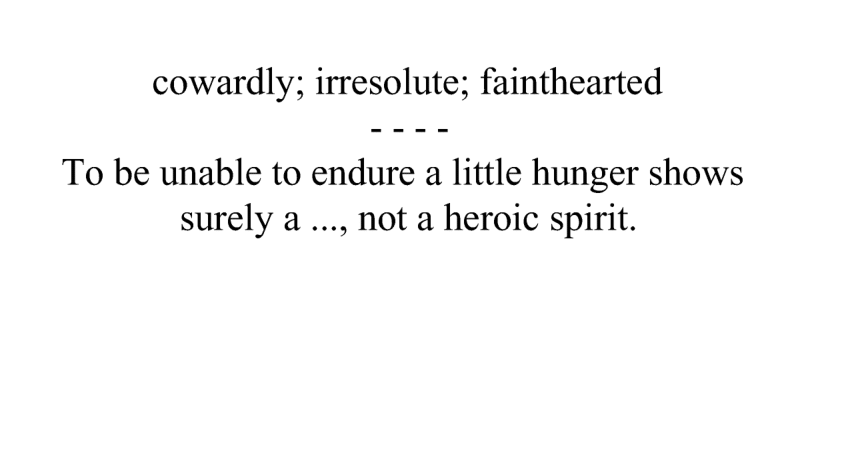 cowardly; irresolute; fainthearted
- - - -
To be unable to endure a little hunger shows
surely a ..., not a heroic spirit.